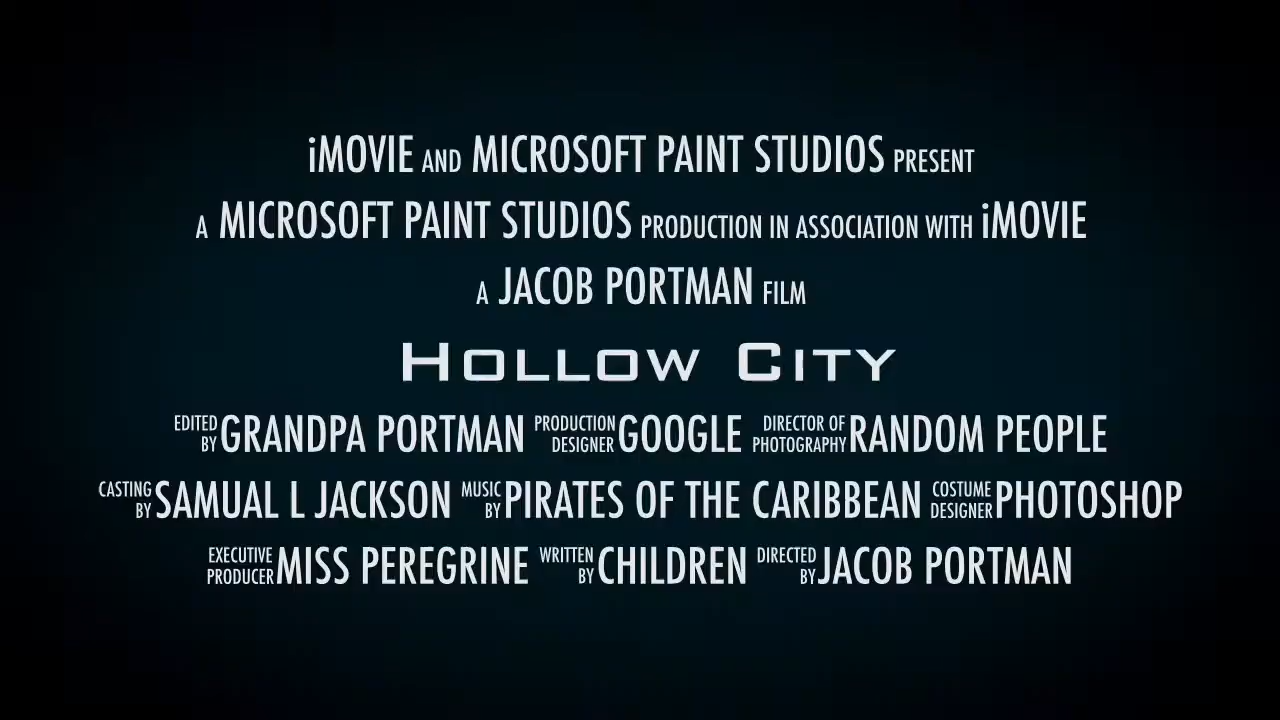 iMOVIE AND MICROSOFT PAINT STUDIOS PRESENT
A MICROSOFT PAINT STUDIOS PRODUCTION IN ASSOCIATION WITH iMOVIE
A JACOB PORTMAN FILM
HOLLOW CITY
EDITED BY GRANDPA PORTMAN PRODUCTION DESIGNER GOOGLE DIRECTOR OF PHOTOGRAPHY RANDOM PEOPLE
CASTING BY SAMUAL L JACKSON MUSIC BY PIRATES OF THE CARIBBEAN COSTUME DESIGNER PHOTOSHOP
EXECUTIVE PRODUCER MISS PEREGRINE WRITTEN BY CHILDREN DIRECTED BY JACOB PORTMAN